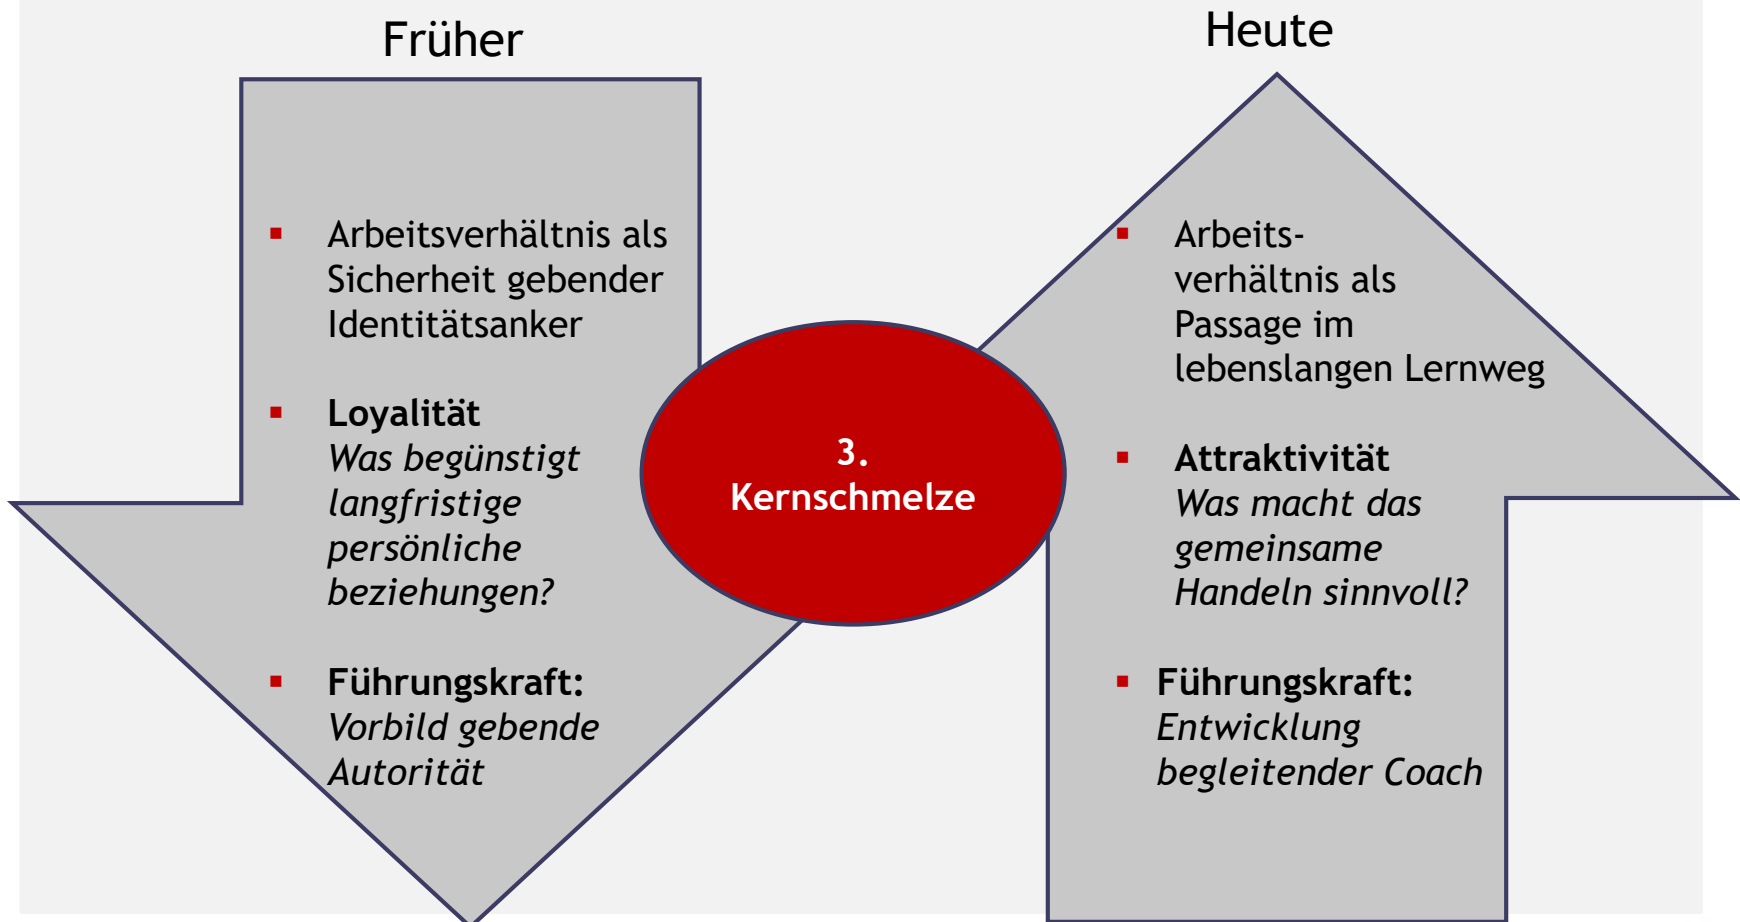 Früher
Arbeitsverhältnis als
Sicherheit gebender
Identitätsanker
Loyalität
Was begünstigt
langfristige
persönliche
beziehungen?
Führungskraft:
Vorbild gebende
Autorität
3.
Kernschmelze
Heute
Arbeits-
verhältnis als
Passage im
lebenslangen Lernweg
Attraktivität
Was macht das
gemeinsame
Handeln sinnvoll?
Führungskraft:
Entwicklung
begleitender Coach